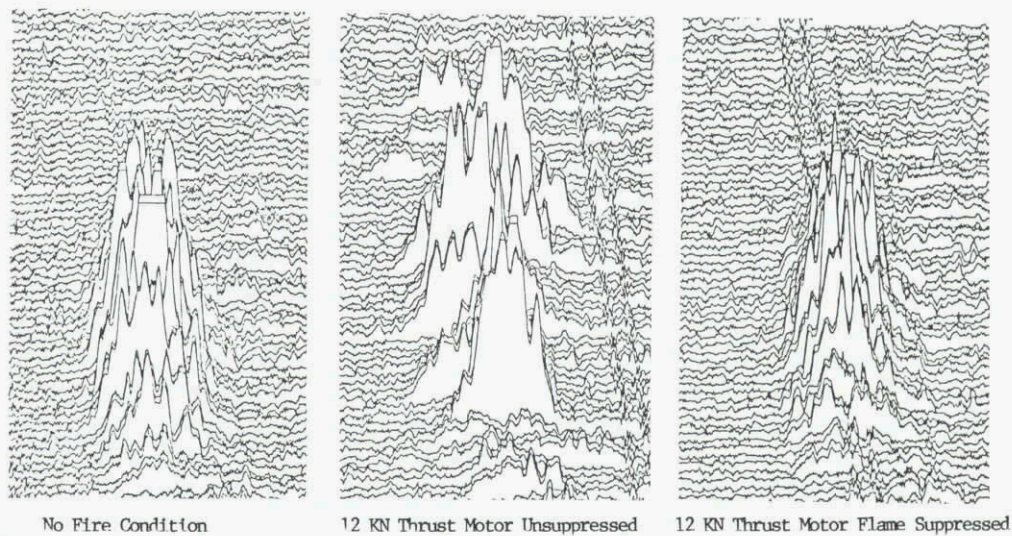 No Fire Condition
12 KN Thrust Motor Unsuppressed
12 KN Thrust Motor Flame Suppressed